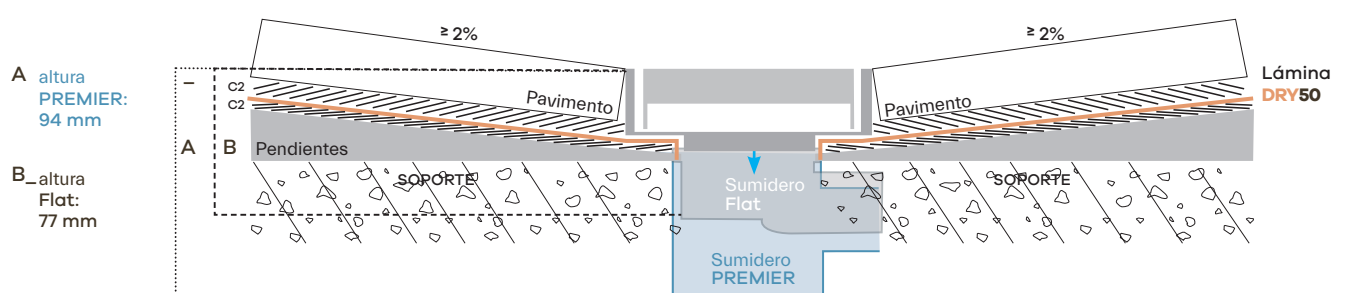 ≥ 2%
≥ 2%
A altura
PREMIER:
94 mm
–
C2
C2
Pavimento
Pavimento
Lámina
DRY50
A
B
Pendientes
B_altura
Flat:
77 mm
SOPORTE
SOPORTE
Sumidero
Flat
Sumidero
PREMIER